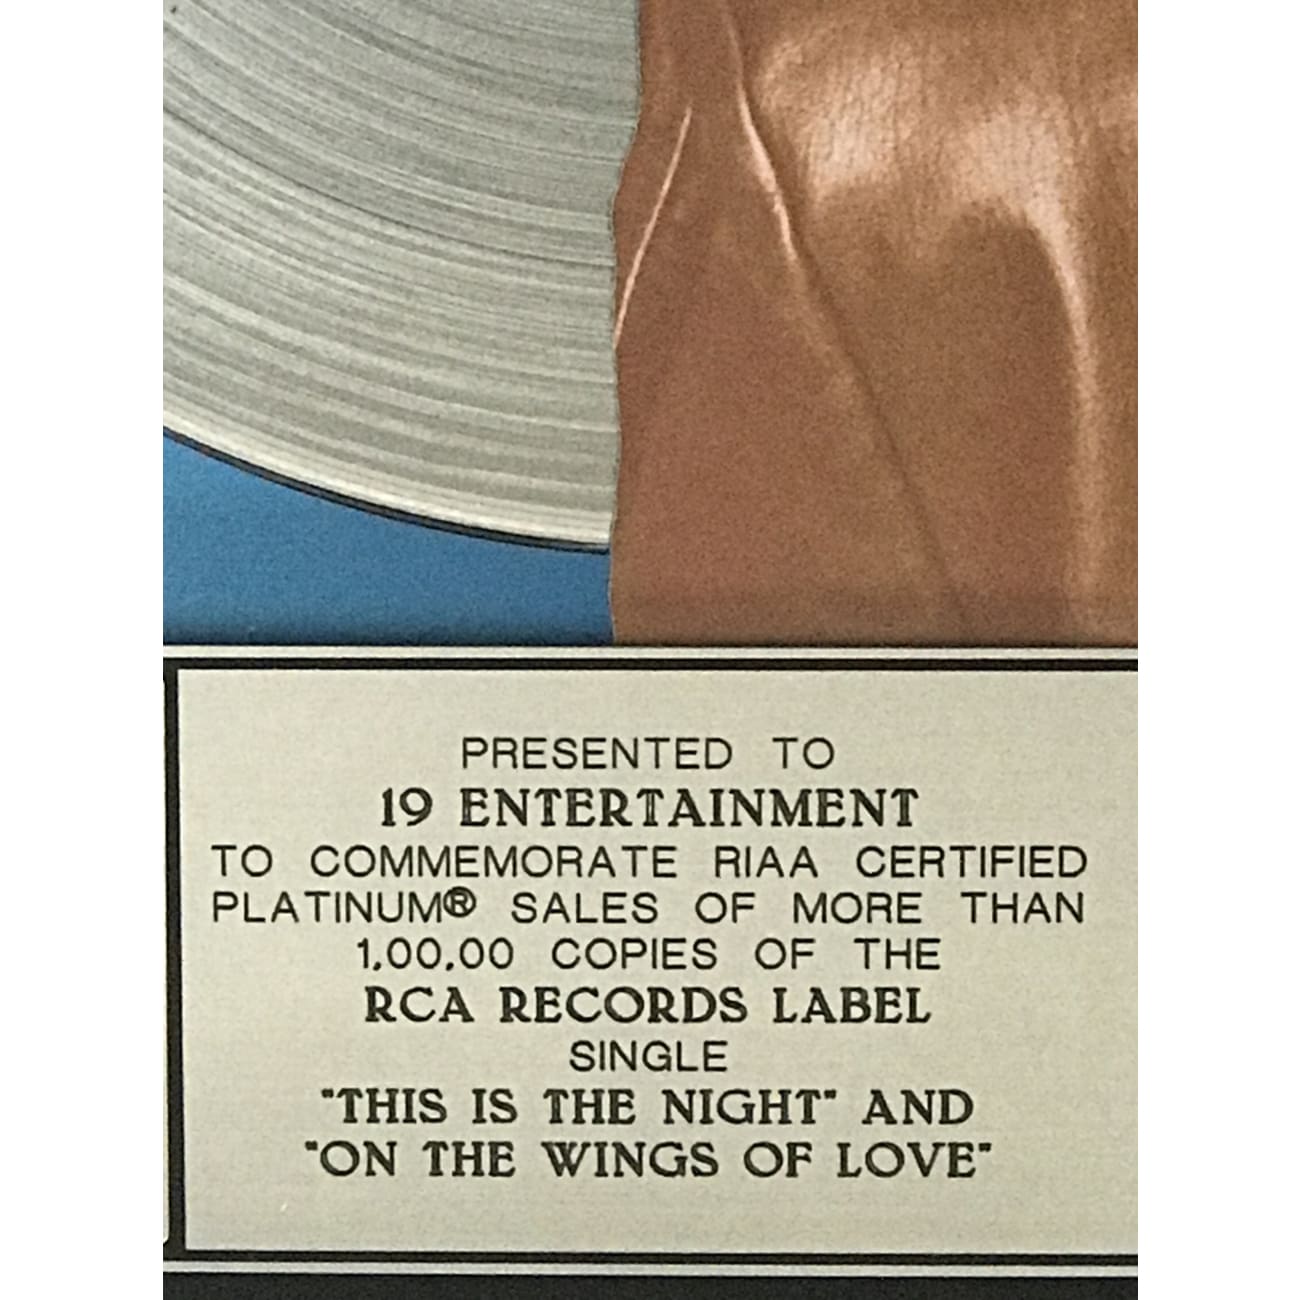 PRESENTED TO
19 ENTERTAINMENT
TO COMMEMORATE RIAA CERTIFIED
PLATINUM® SALES OF MORE THAN
1,00,00 COPIES OF THE
RCA RECORDS LABEL
SINGLE
"THIS IS THE NIGHT" AND
"ON THE WINGS OF LOVE"